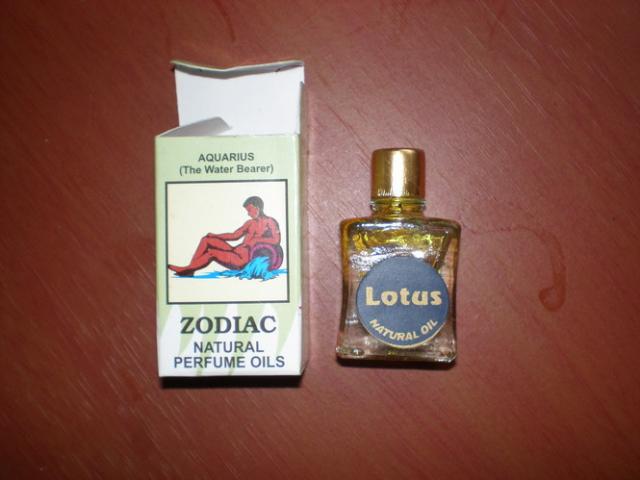 AQUARIUS
(The Water Bearer)
ZODIAC
NATURAL
PERFUME OILS
Lotus
NATURAL OIL